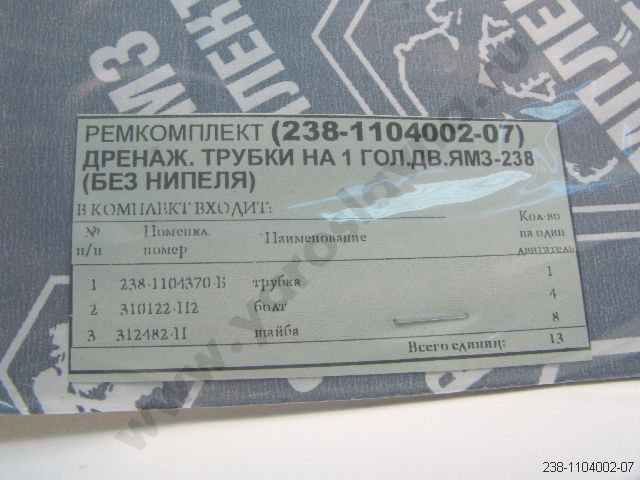 ЯМЗ
РЕМКОМПЛЕКТ (238-1104002-07)
ДРЕНАЖ. ТРУБКИ НА 1 ГОЛ.ДВ.ЯМЗ-238
(БЕЗ НИПЕЛЯ)
В КОМПЛЕКТ ВХОДИТ:
№ п/п Номенкл. номер Наименование Кол-во на один двигатель
1 238-1104370-Б трубка 1
2 310122-П2 болт 4
3 312482-П шайба 8
Всего единиц: 13
238-1104002-07